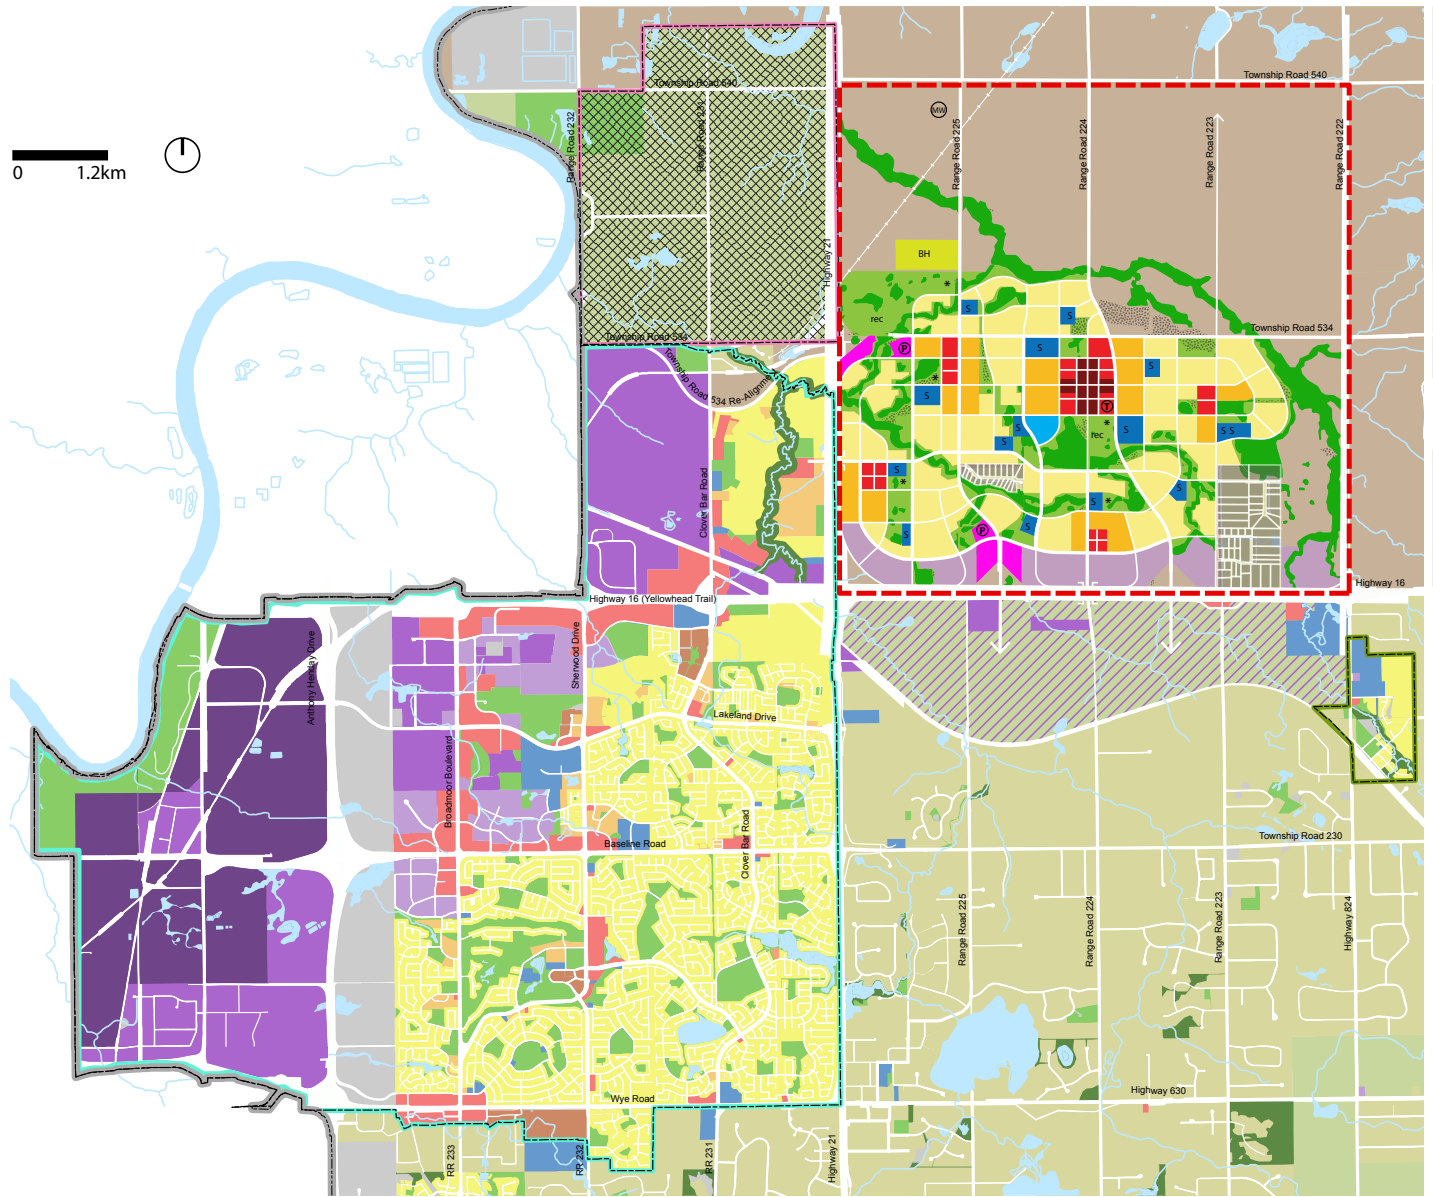 Township Road 540
Township Road 540
MW
0 1.2km
Range Road 232
Range Road 231
Range Road 225
Range Road 224
Range Road 223
Range Road 222
Highway 21
BH
*
rec
S
S
Township Road 534
Township Road 534
P
S
S
*
S
T
*
rec
S
S
S
S S
S
Township Road 534 Re-Alignment
Clover Bar Road
S
*
S
S
*
P
S
S
Highway 16
Highway 16 (Yellowhead Trail)
Anthony Henday Drive
Sherwood Drive
Lakeland Drive
Broadmoor Boulevard
Clover Bar Road
Baseline Road
Township Road 230
Range Road 225
Range Road 224
Range Road 223
Highway 824
Highway 630
Wye Road
RR 233
RR 232
RR 231
Highway 21